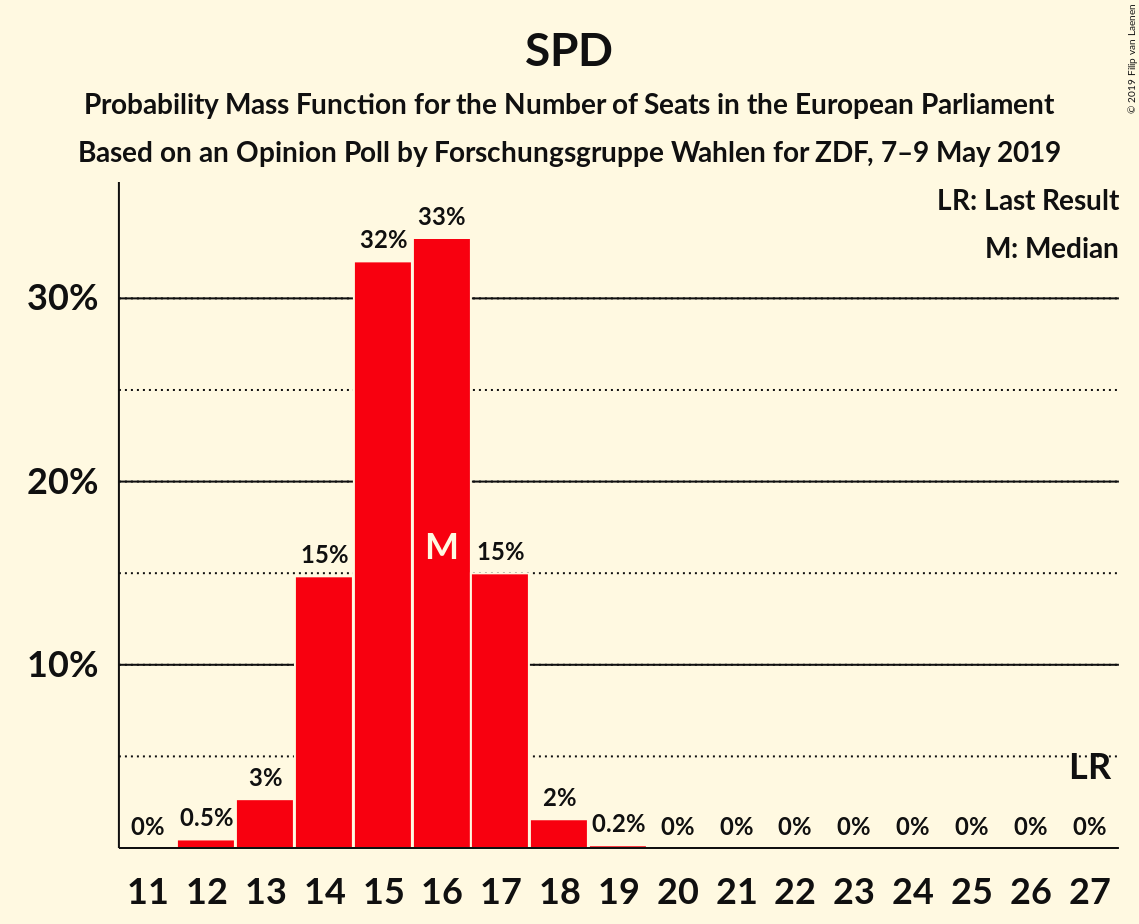 SPD
Probability Mass Function for the Number of Seats in the European Parliament
Based on an Opinion Poll by Forschungsgruppe Wahlen for ZDF, 7–9 May 2019
© 2019 Filip van Laenen
LR: Last Result
M: Median
30%
20%
10%
0%
0.5%
3%
15%
32%
33%
M
15%
2%
0.2%
0%
0%
0%
0%
0%
0%
0%
0%
LR
11 12 13 14 15 16 17 18 19 20 21 22 23 24 25 26 27